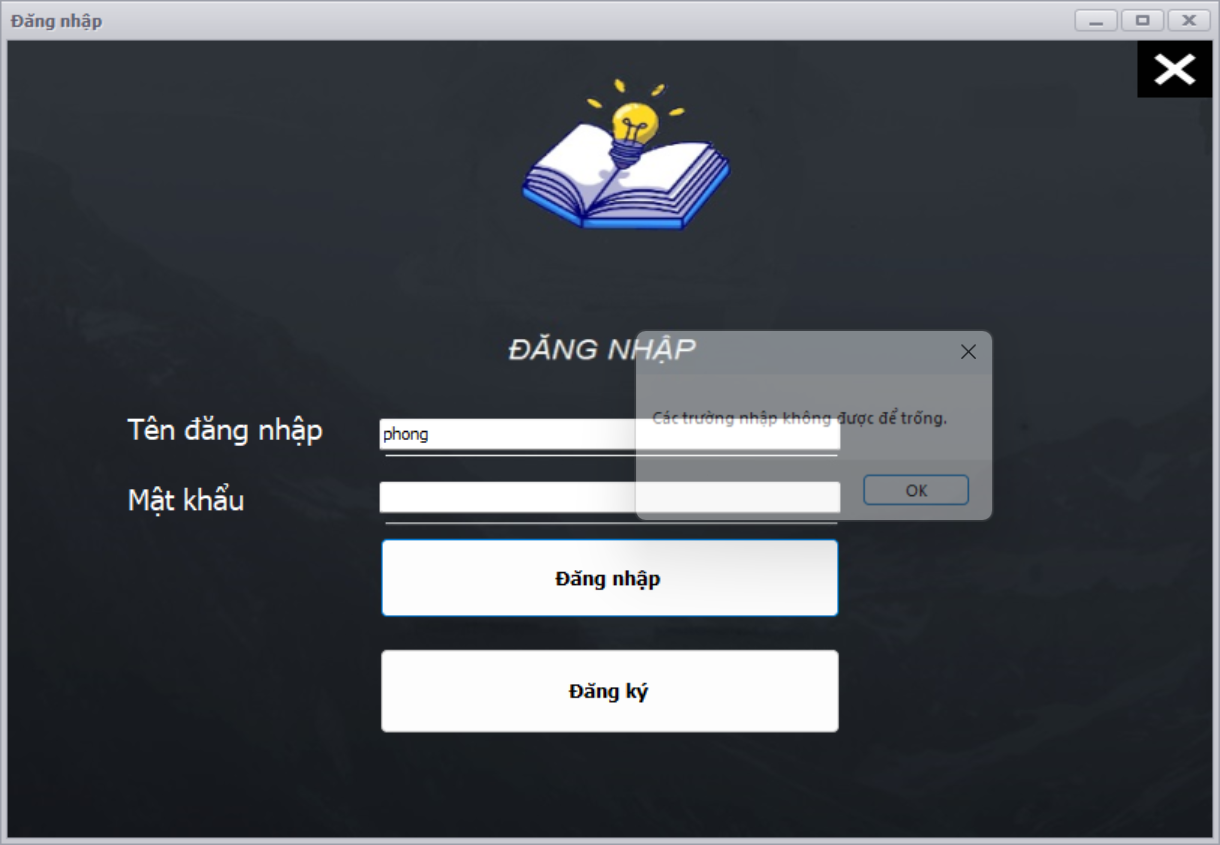 Đăng nhập
ĐĂNG NHẬP
Các trường nhập không được để trống.
Tên đăng nhập
phong
Mật khẩu
OK
Đăng nhập
Đăng ký